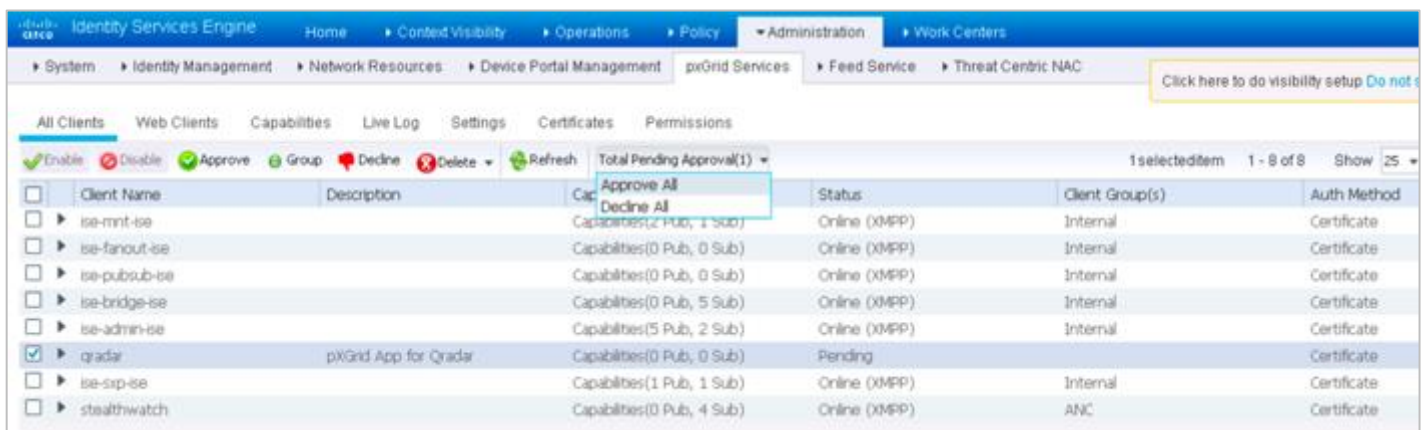 cisco Identity Services Engine Home Context Visibility Operations Policy Administration Work Centers
System Identity Management Network Resources Device Portal Management pxGrid Services Feed Service Threat Centric NAC
Click here to do visibility setup Do not s
All Clients Web Clients Capabilities Live Log Settings Certificates Permissions
Enable Disable Approve Group Decline Delete Refresh Total Pending Approval(1) 1 selected item 1 - 8 of 8 Show 25
Approve All
Decline All
Client Name Description Cap Status Client Group(s) Auth Method
ise-mnt-ise Capabilities(2 Pub, 1 Sub) Online (XMPP) Internal Certificate
ise-fanout-ise Capabilities(0 Pub, 0 Sub) Online (XMPP) Internal Certificate
ise-pubsub-ise Capabilities(0 Pub, 0 Sub) Online (XMPP) Internal Certificate
ise-bridge-ise Capabilities(0 Pub, 5 Sub) Online (XMPP) Internal Certificate
ise-admin-ise Capabilities(5 Pub, 2 Sub) Online (XMPP) Internal Certificate
qradar pXGrid App for Qradar Capabilities(0 Pub, 0 Sub) Pending Certificate
ise-sxp-ise Capabilities(1 Pub, 1 Sub) Online (XMPP) Internal Certificate
stealthwatch Capabilities(0 Pub, 4 Sub) Online (XMPP) ANC Certificate